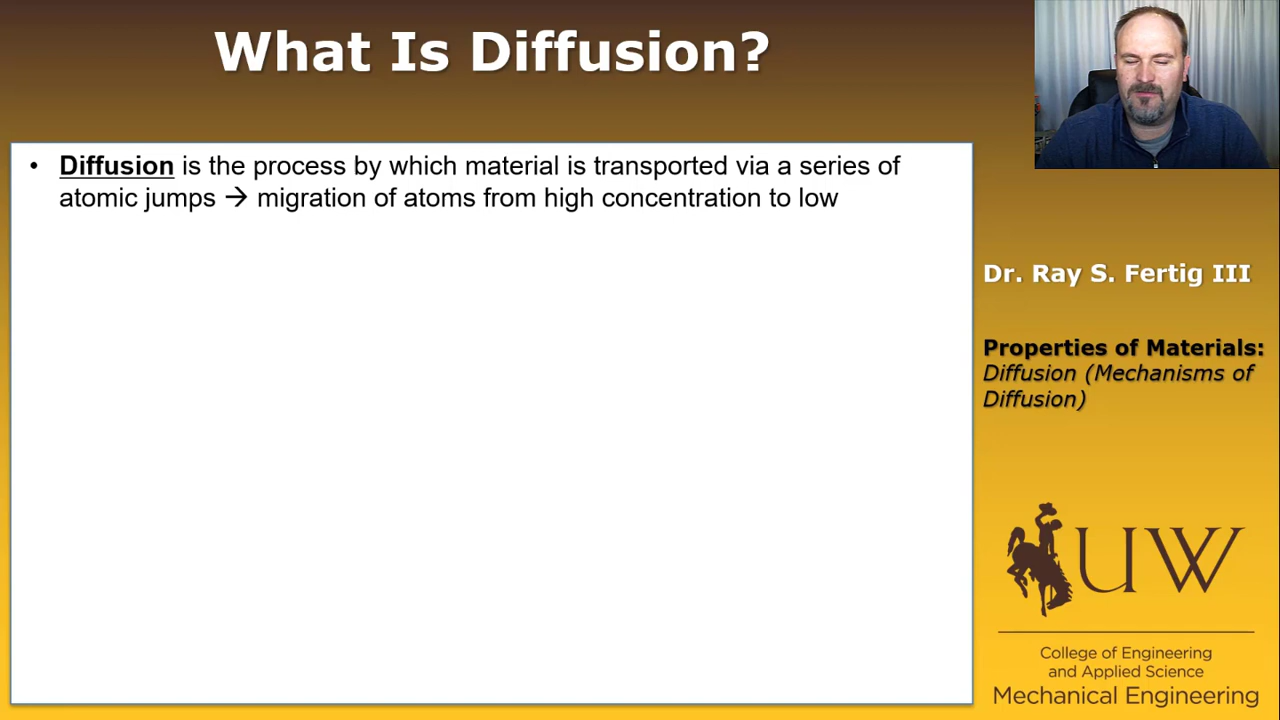 What Is Diffusion?
• Diffusion is the process by which material is transported via a series of
atomic jumps → migration of atoms from high concentration to low
Dr. Ray S. Fertig III
Properties of Materials:
Diffusion (Mechanisms of
Diffusion)
UW
College of Engineering
and Applied Science
Mechanical Engineering